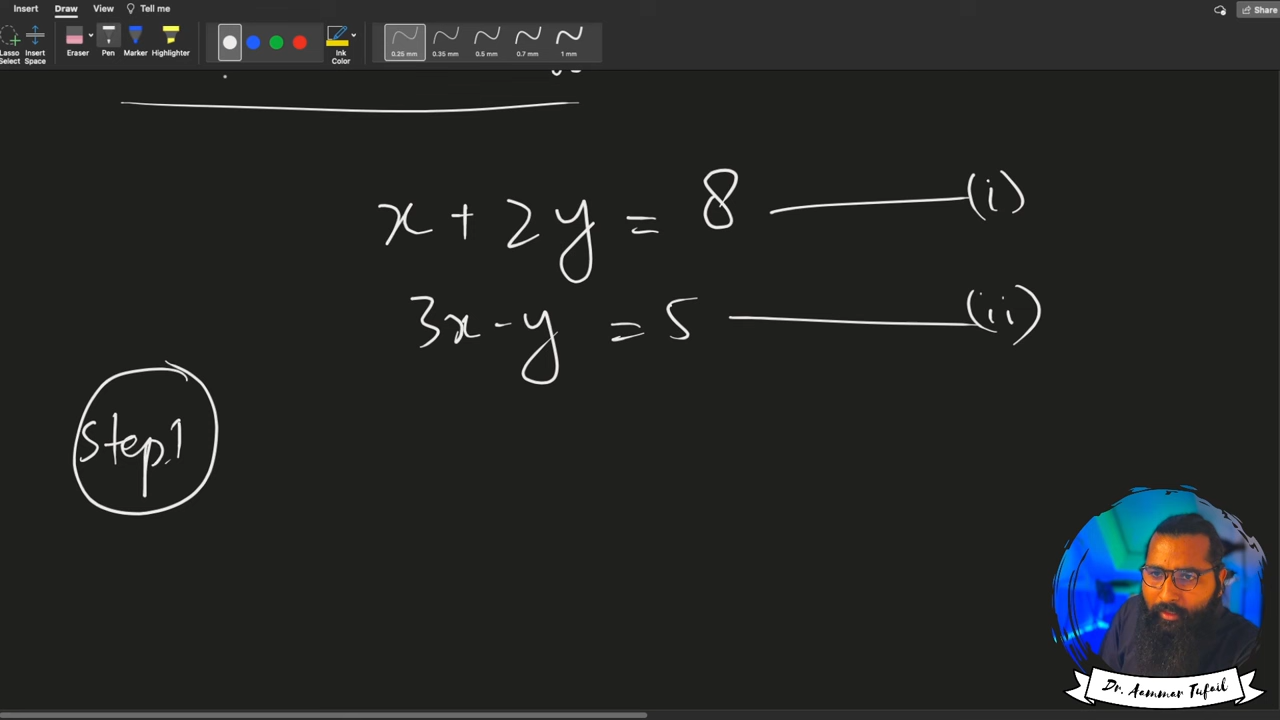 Insert Draw View Tell me
Share
Lasso Select Insert Space Eraser Pen Marker Highlighter Ink Color 0.25 mm 0.35 mm 0.5 mm 0.7 mm 1 mm
x + 2y = 8 (i)
3x - y = 5 (ii)
Step 1
Dr. Aammar Tufail